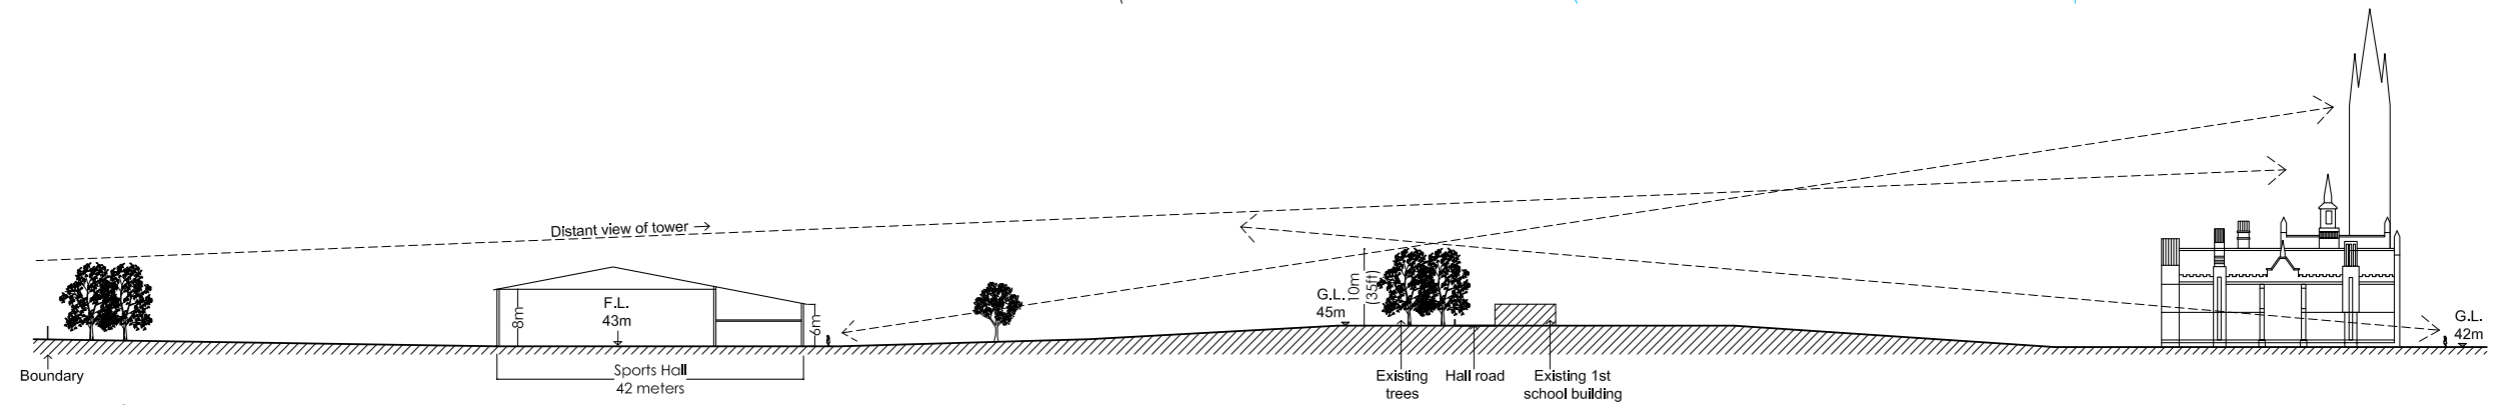 Distant view of tower →
8m
F.L.
43m
6m
G.L.
45m
10m
(35ft)
G.L.
42m
Boundary
Sports Hall
42 meters
Existing
trees
Hall road
Existing 1st
school building